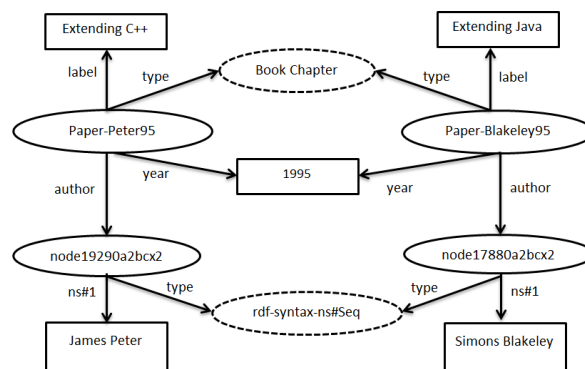 Extending C++
Extending Java
label
type
Book Chapter
type
label
Paper-Peter95
Paper-Blakeley95
author
year
1995
year
author
node19290a2bcx2
node17880a2bcx2
ns#1
type
rdf-syntax-ns#Seq
type
ns#1
James Peter
Simons Blakeley